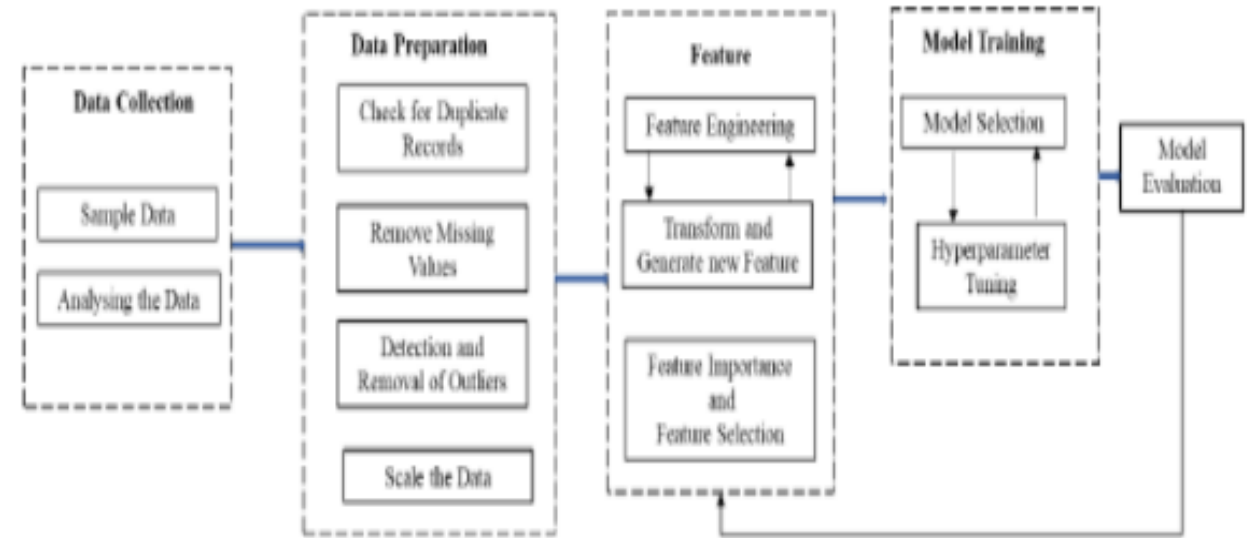 Data Collection
Sample Data
Analysing the Data
Data Preparation
Check for Duplicate
Records
Remove Missing
Values
Detection and
Removal of Outliers
Scale the Data
Feature
Feature Engineering
Transform and
Generate new Feature
Feature Importance
and
Feature Selection
Model Training
Model Selection
Hyperparameter
Tuning
Model
Evaluation